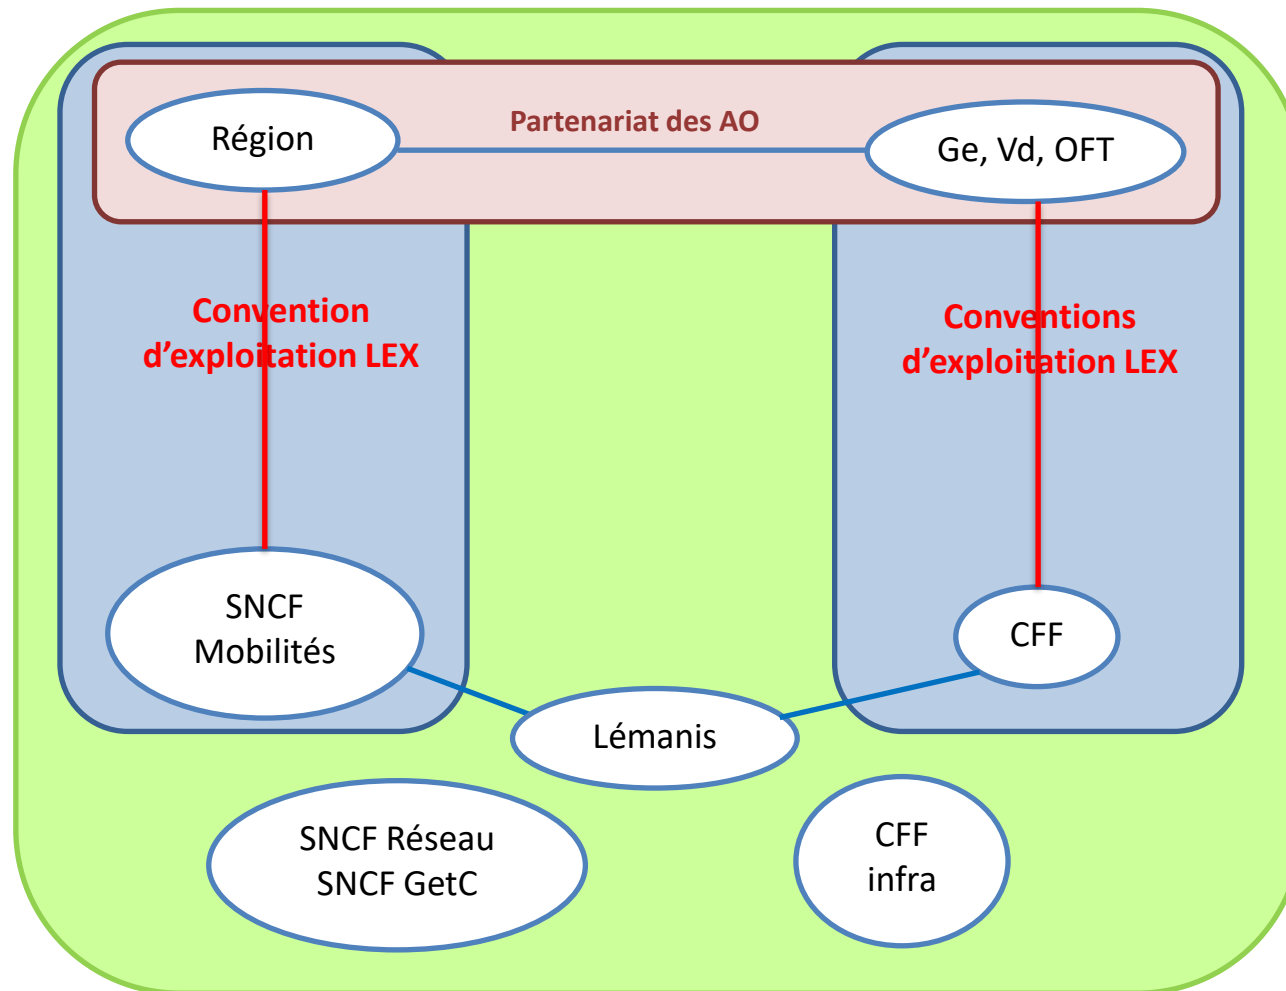 Partenariat des AO
Région
Ge, Vd, OFT
Convention
d’exploitation LEX
Conventions
d’exploitation LEX
SNCF
Mobilités
CFF
Lémanis
SNCF Réseau
SNCF GetC
CFF
infra